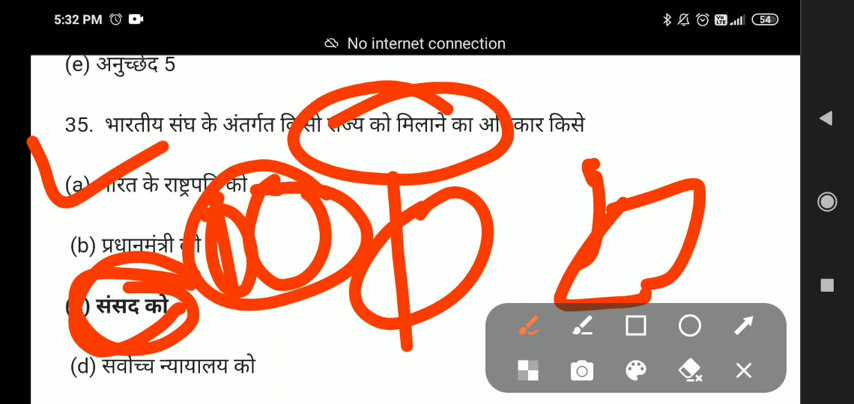 5:32 PM 54
No internet connection
(e) अनुच्छेद 5
35. भारतीय संघ के अंतर्गत राज्य को मिलाने का किसे
(a) भारत के राष्ट्रपति को
(b) प्रधानमंत्री को
संसद को
(d) सर्वोच्च न्यायालय को